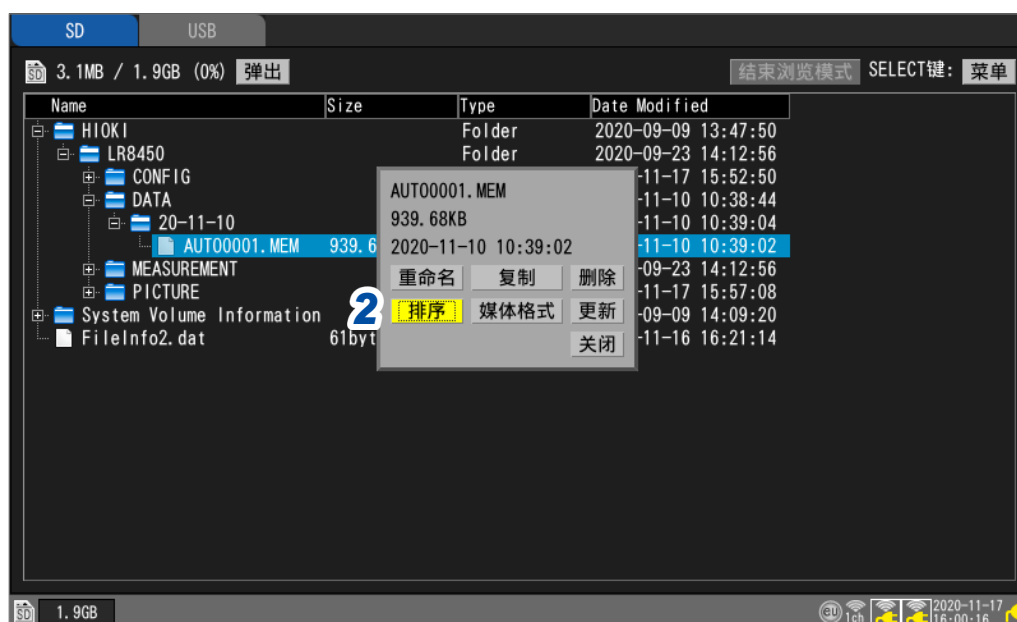 SD USB
SD 3.1MB / 1.9GB (0%) 弹出 结束浏览模式 SELECT键: 菜单
Name Size Type Date Modified
HIOKI Folder 2020-09-09 13:47:50
LR8450 Folder 2020-09-23 14:12:56
CONFIG -11-17 15:52:50
DATA -11-10 10:38:44
20-11-10 -11-10 10:39:04
AUTO0001.MEM 939.6 -11-10 10:39:02
MEASUREMENT -09-23 14:12:56
PICTURE -11-17 15:57:08
System Volume Information -09-09 14:09:20
FileInfo2.dat 61byt -11-16 16:21:14
AUTO0001.MEM
939.68KB
2020-11-10 10:39:02
重命名 复制 删除
2 排序 媒体格式 更新
关闭
SD 1.9GB EU 1ch 2020-11-17
16:00:16